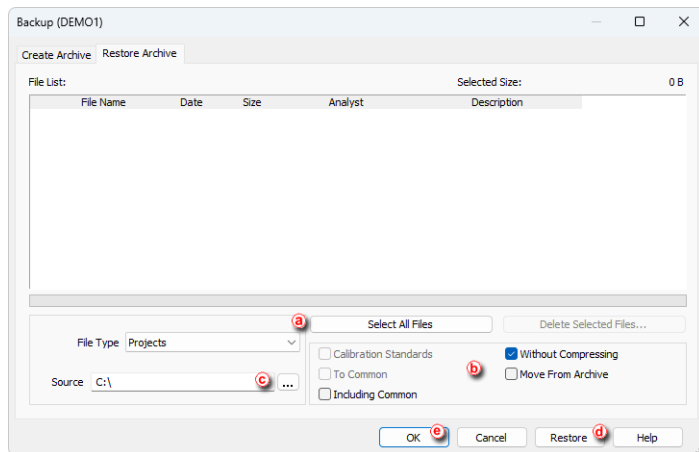 Backup (DEMO1)
Create Archive Restore Archive
File List: Selected Size: 0 B
File Name Date Size Analyst Description
a Select All Files Delete Selected Files...
File Type Projects
Calibration Standards Without Compressing
To Common b Move From Archive
Source C:\ c ...
Including Common
OK e Cancel Restore d Help